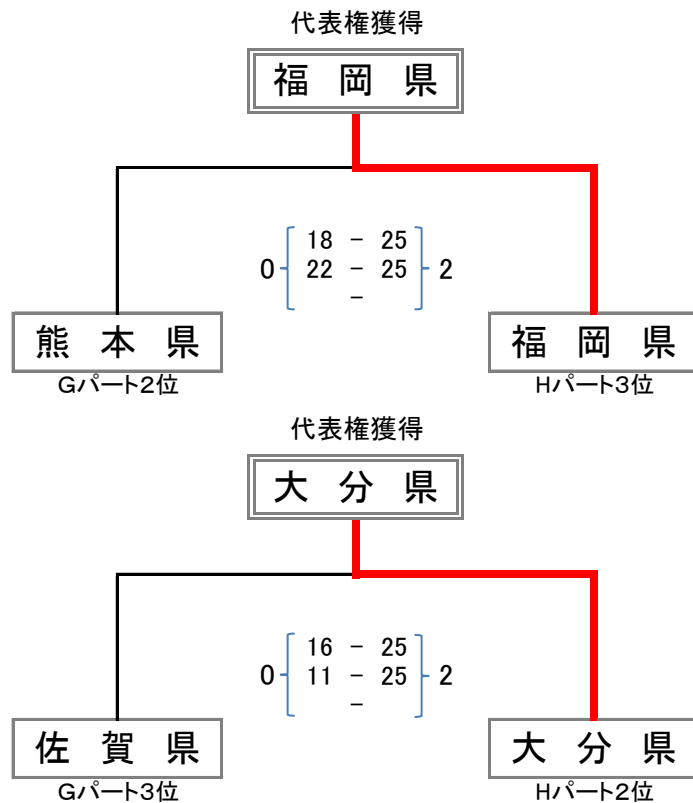 代表権獲得
福 岡 県
18 - 25
0 22 - 25 2
-
熊 本 県 福 岡 県
Gパート2位 Hパート3位
代表権獲得
大 分 県
16 - 25
0 11 - 25 2
-
佐 賀 県 大 分 県
Gパート3位 Hパート2位